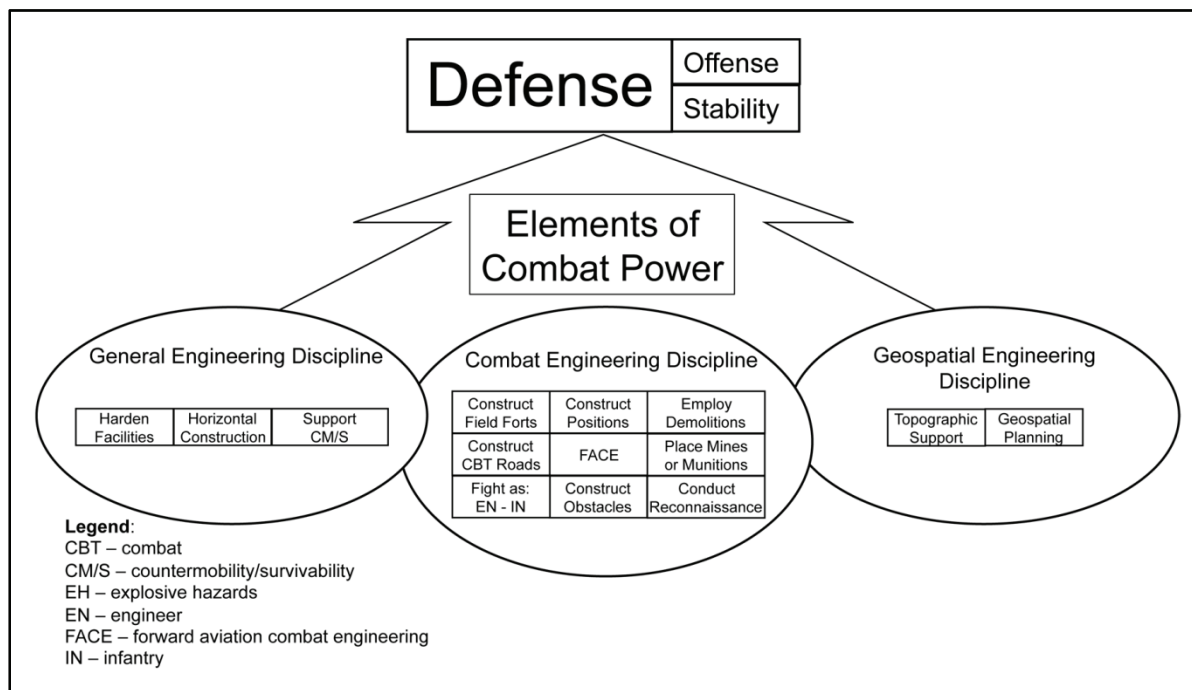 Defense
Offense
Stability
Elements of
Combat Power
General Engineering Discipline
Harden
Facilities
Horizontal
Construction
Support
CM/S
Combat Engineering Discipline
Construct
Field Forts
Construct
Positions
Employ
Demolitions
Construct
CBT Roads
FACE
Place Mines
or Munitions
Fight as:
EN - IN
Construct
Obstacles
Conduct
Reconnaissance
Geospatial Engineering
Discipline
Topographic
Support
Geospatial
Planning
Legend:
CBT – combat
CM/S – countermobility/survivability
EH – explosive hazards
EN – engineer
FACE – forward aviation combat engineering
IN – infantry